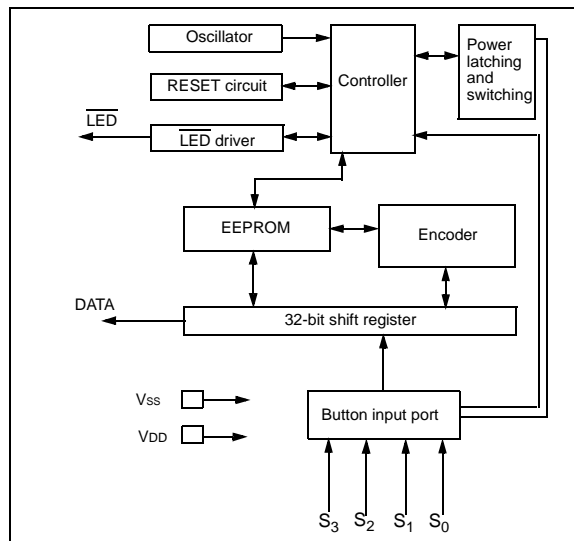 Oscillator
RESET circuit
LED
LED driver
Controller
Power
latching
and
switching
EEPROM
Encoder
DATA
32-bit shift register
VSS
VDD
Button input port
S3
S2
S1
S0